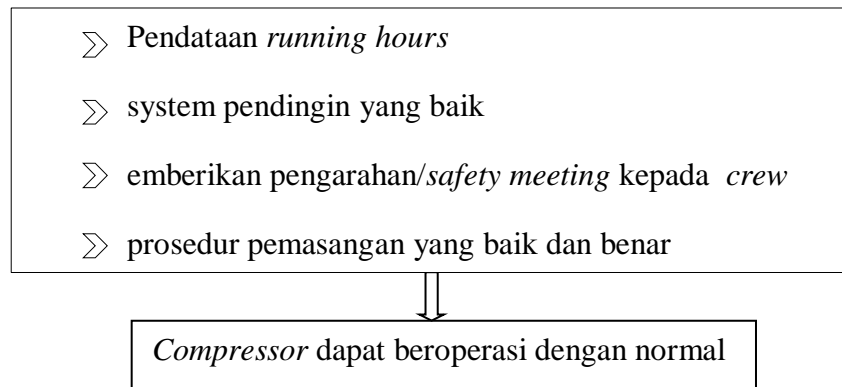 Pendataan running hours
system pendingin yang baik
emberikan pengarahan/safety meeting kepada crew
prosedur pemasangan yang baik dan benar
Compressor dapat beroperasi dengan normal